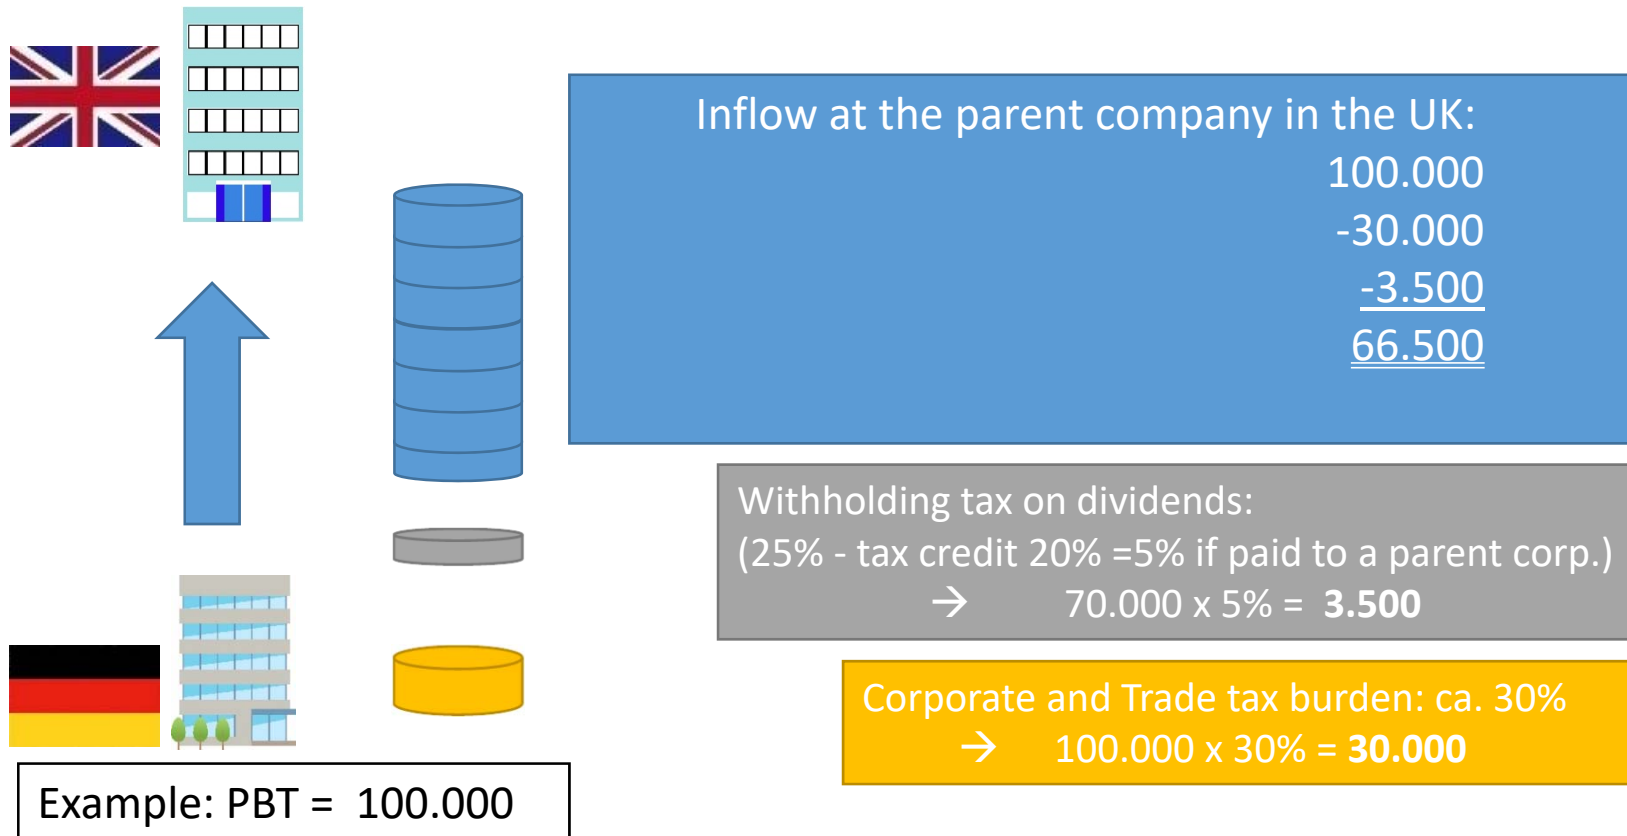 Inflow at the parent company in the UK:
100.000
-30.000
-3.500
66.500
Withholding tax on dividends:
(25% - tax credit 20% =5% if paid to a parent corp.)
→ 70.000 x 5% = 3.500
Corporate and Trade tax burden: ca. 30%
→ 100.000 x 30% = 30.000
Example: PBT = 100.000